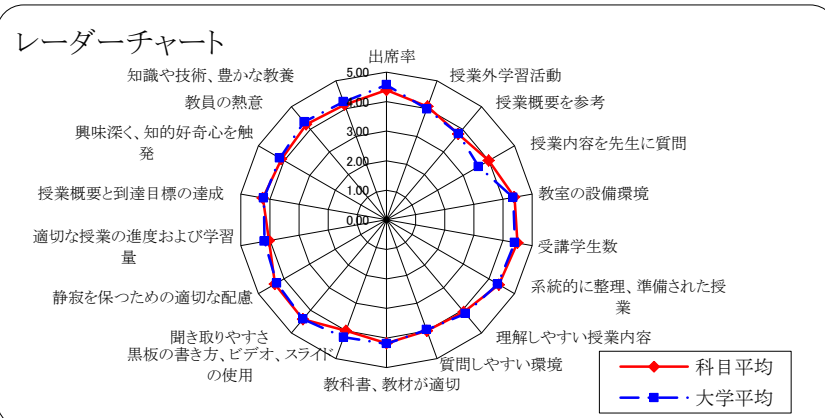 レーダーチャート
出席率
授業外学習活動
授業概要を参考
授業内容を先生に質問
教室の設備環境
受講学生数
系統的に整理、準備された授
業
理解しやすい授業内容
質問しやすい環境
教科書、教材が適切
黒板の書き方、ビデオ、スライド
の使用
聞き取りやすさ
静寂を保つための適切な配慮
適切な授業の進度および学習
量
授業概要と到達目標の達成
興味深く、知的好奇心を触
発
教員の熱意
知識や技術、豊かな教養
5.00
4.00
3.00
2.00
1.00
0.00
科目平均
大学平均